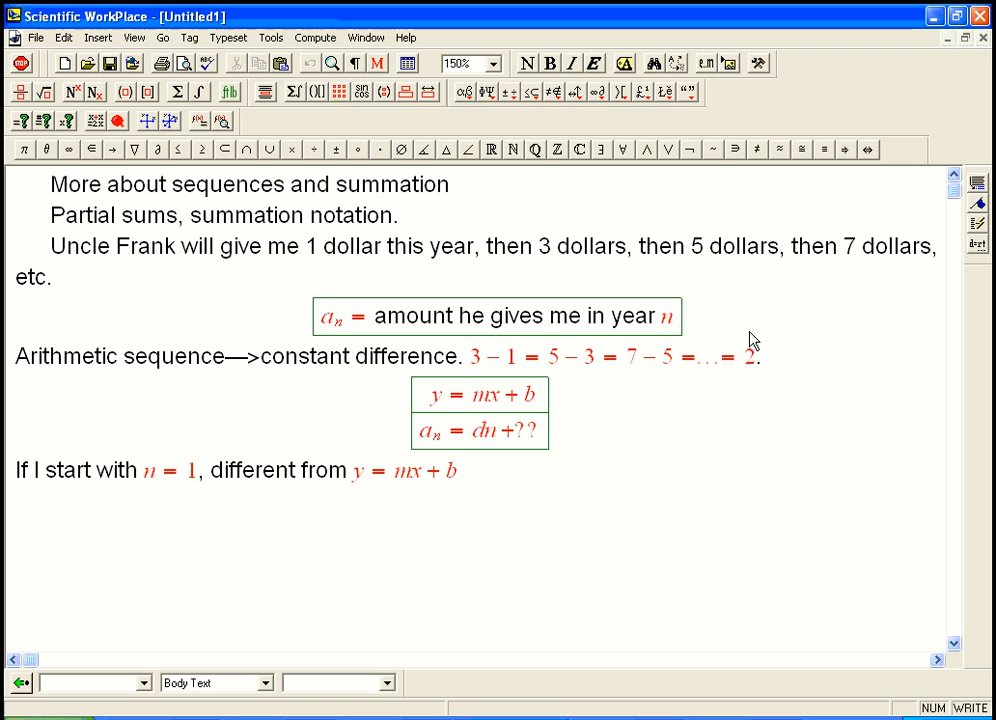 Scientific WorkPlace - [Untitled1]
File Edit Insert View Go Tag Typeset Tools Compute Window Help
STOP ¶ M 150% N B I E A
π θ ∞ ∈ → ∇ ∂ ≤ ≥ ⊂ ∩ ∪ × ÷ ± ∘ · ∅ ∡ △ ∠ ℝ ℕ ℚ ℤ ℂ ∃ ∀ ∧ ∨ ¬ ~ ∋ ≠ ≈ ≅ ≡ ⇒ ⇔
More about sequences and summation
Partial sums, summation notation.
Uncle Frank will give me 1 dollar this year, then 3 dollars, then 5 dollars, then 7 dollars,
etc.
aₙ = amount he gives me in year n
Arithmetic sequence—>constant difference. 3 − 1 = 5 − 3 = 7 − 5 =…= 2.
y = mx + b
aₙ = dn +??
If I start with n = 1, different from y = mx + b
Body Text
NUM WRITE